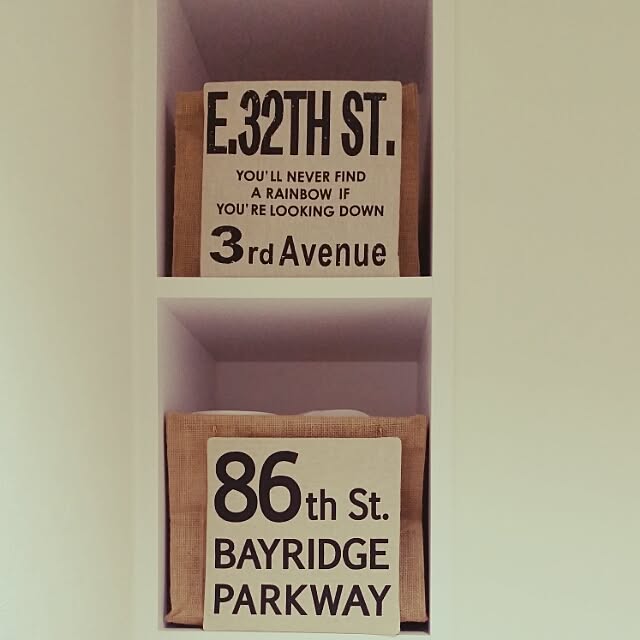 E.32TH ST.
YOU'LL NEVER FIND
A RAINBOW IF
YOU'RE LOOKING DOWN
3rd Avenue
86th St.
BAYRIDGE
PARKWAY